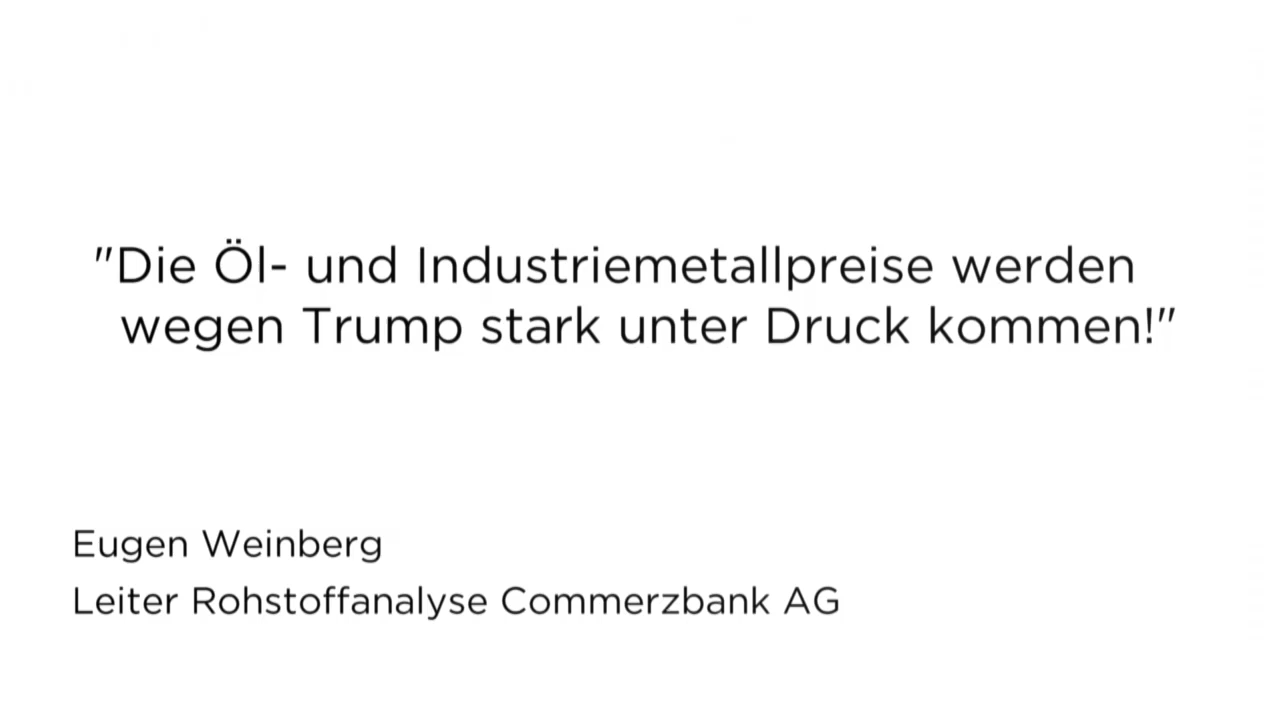 "Die Öl- und Industriemetallpreise werden
wegen Trump stark unter Druck kommen!"
Eugen Weinberg
Leiter Rohstoffanalyse Commerzbank AG